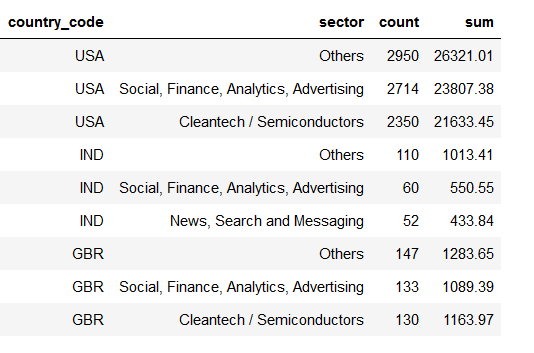 country_code sector count sum
USA Others 2950 26321.01
USA Social, Finance, Analytics, Advertising 2714 23807.38
USA Cleantech / Semiconductors 2350 21633.45
IND Others 110 1013.41
IND Social, Finance, Analytics, Advertising 60 550.55
IND News, Search and Messaging 52 433.84
GBR Others 147 1283.65
GBR Social, Finance, Analytics, Advertising 133 1089.39
GBR Cleantech / Semiconductors 130 1163.97